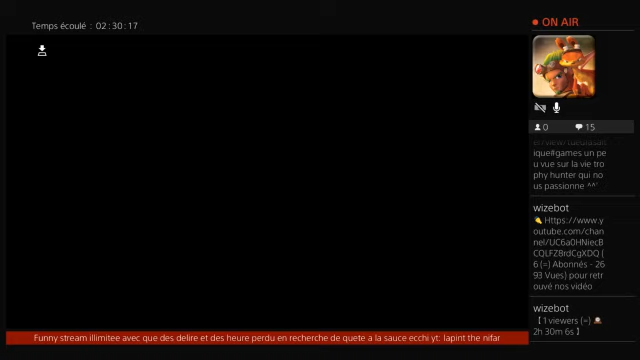 Temps écoulé : 02:30:17
ON AIR
0 15
ique#games un pe
u vue sur la vie tro
phy hunter qui no
us passionne ^^
wizebot
Https://www.y
outube.com/chan
nel/UC6a0HNiecB
CQLFZ8rdCgXDQ (
6 (=) Abonnés - 26
93 Vues) pour retr
ouvé nos vidéo
wizebot
【1 viewers (=)
2h 30m 6s】
Funny stream illimitee avec que des delire et des heure perdu en recherche de quete a la sauce ecchi yt: lapint the nifar